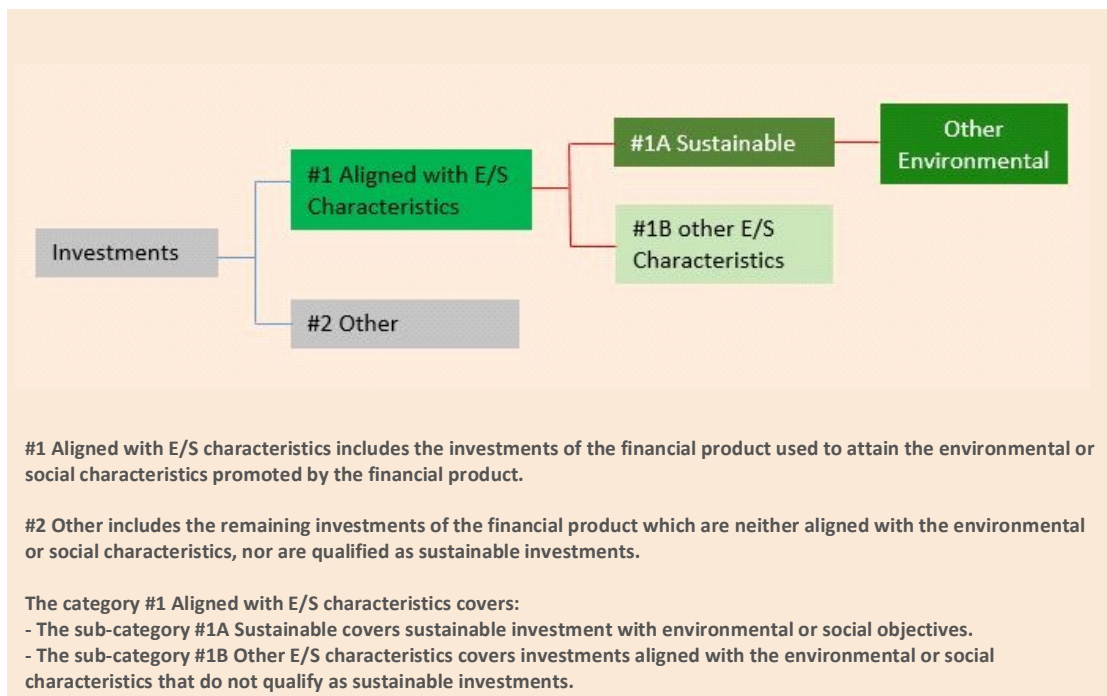 Other
Environmental
#1A Sustainable
#1 Aligned with E/S
Characteristics
#1B other E/S
Characteristics
Investments
#2 Other
#1 Aligned with E/S characteristics includes the investments of the financial product used to attain the environmental or
social characteristics promoted by the financial product.
#2 Other includes the remaining investments of the financial product which are neither aligned with the environmental
or social characteristics, nor are qualified as sustainable investments.
The category #1 Aligned with E/S characteristics covers:
- The sub-category #1A Sustainable covers sustainable investment with environmental or social objectives.
- The sub-category #1B Other E/S characteristics covers investments aligned with the environmental or social
characteristics that do not qualify as sustainable investments.